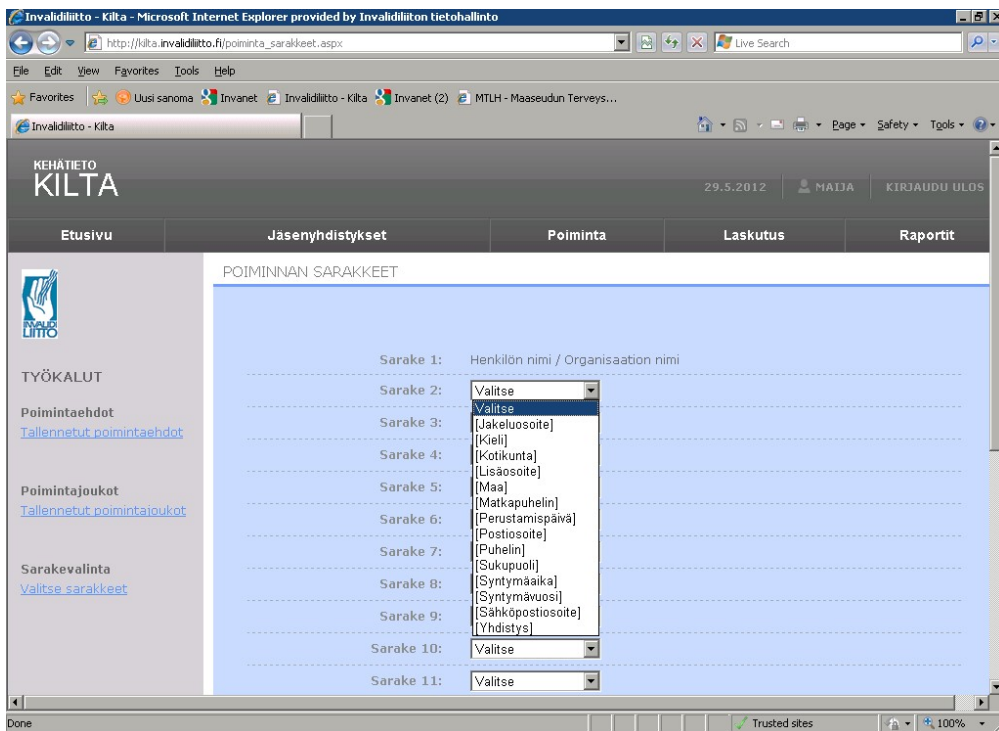 Invalidiliitto - Kilta - Microsoft Internet Explorer provided by Invalidiliiton tietohallinto
http://kilta.invalidiliitto.fi/poiminta_sarakkeet.aspx
Live Search
File Edit View Favorites Tools Help
Favorites Uusi sanoma Invanet Invalidiliitto - Kilta Invanet (2) MTLH - Maaseudun Terveys...
Invalidiliitto - Kilta
Page Safety Tools
KEHÄTIETO
KILTA
29.5.2012 MAIJA KIRJAUDU ULOS
Etusivu Jäsenyhdistykset Poiminta Laskutus Raportit
INVALIDI
LIITTO
POIMINNAN SARAKKEET
TYÖKALUT
Poimintaehdot
Tallennetut poimintaehdot
Poimintajoukot
Tallennetut poimintajoukot
Sarakevalinta
Valitse sarakkeet
Sarake 1: Henkilön nimi / Organisaation nimi
Sarake 2: Valitse
Valitse
Sarake 3: [Jakeluosoite]
[Kieli]
Sarake 4: [Kotikunta]
[Lisäosoite]
Sarake 5: [Maa]
[Matkapuhelin]
Sarake 6: [Perustamispäivä]
[Postiosoite]
Sarake 7: [Puhelin]
[Sukupuoli]
Sarake 8: [Syntymäaika]
[Syntymävuosi]
Sarake 9: [Sähköpostiosoite]
[Yhdistys]
Sarake 10: Valitse
Sarake 11: Valitse
Done Trusted sites 100%